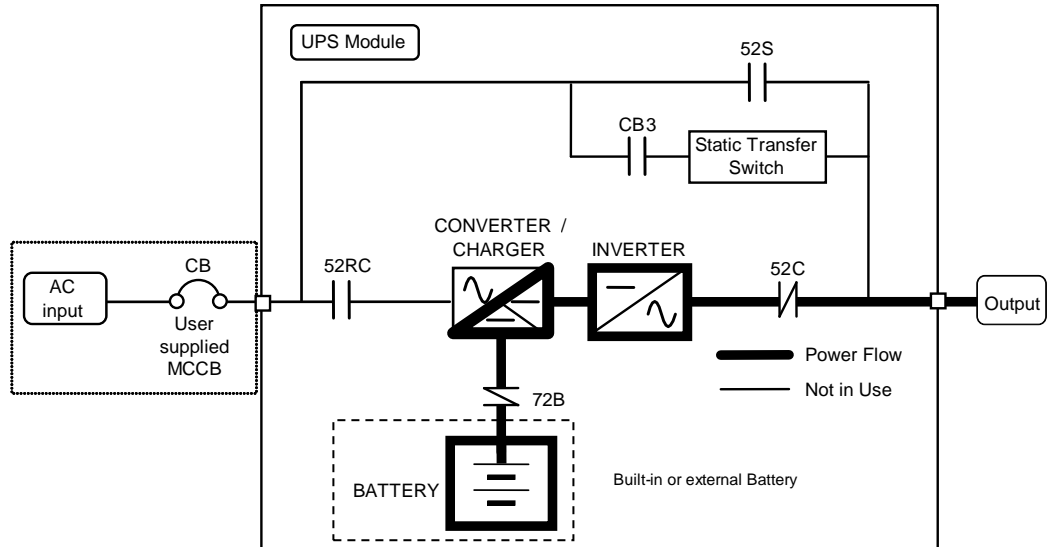 UPS Module
52S
CB3
Static Transfer
Switch
CONVERTER /
CHARGER
INVERTER
CB
52RC
52C
AC
input
Output
User
supplied
MCCB
Power Flow
Not in Use
72B
BATTERY
Built-in or external Battery